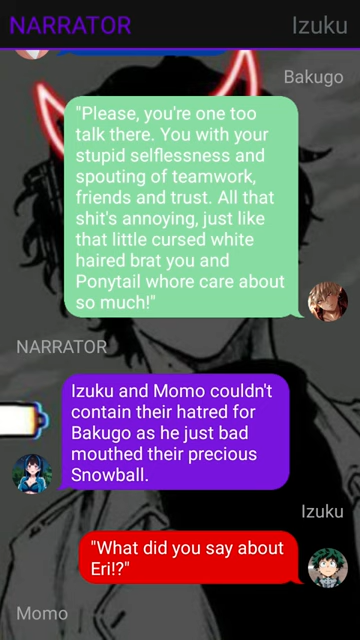 NARRATOR
Izuku
Bakugo
"Please, you're one too
talk there. You with your
stupid selflessness and
spouting of teamwork,
friends and trust. All that
shit's annoying, just like
that little cursed white
haired brat you and
Ponytail whore care about
so much!"
NARRATOR
Izuku and Momo couldn't
contain their hatred for
Bakugo as he just bad
mouthed their precious
Snowball.
Izuku
"What did you say about
Eri!?"
Momo